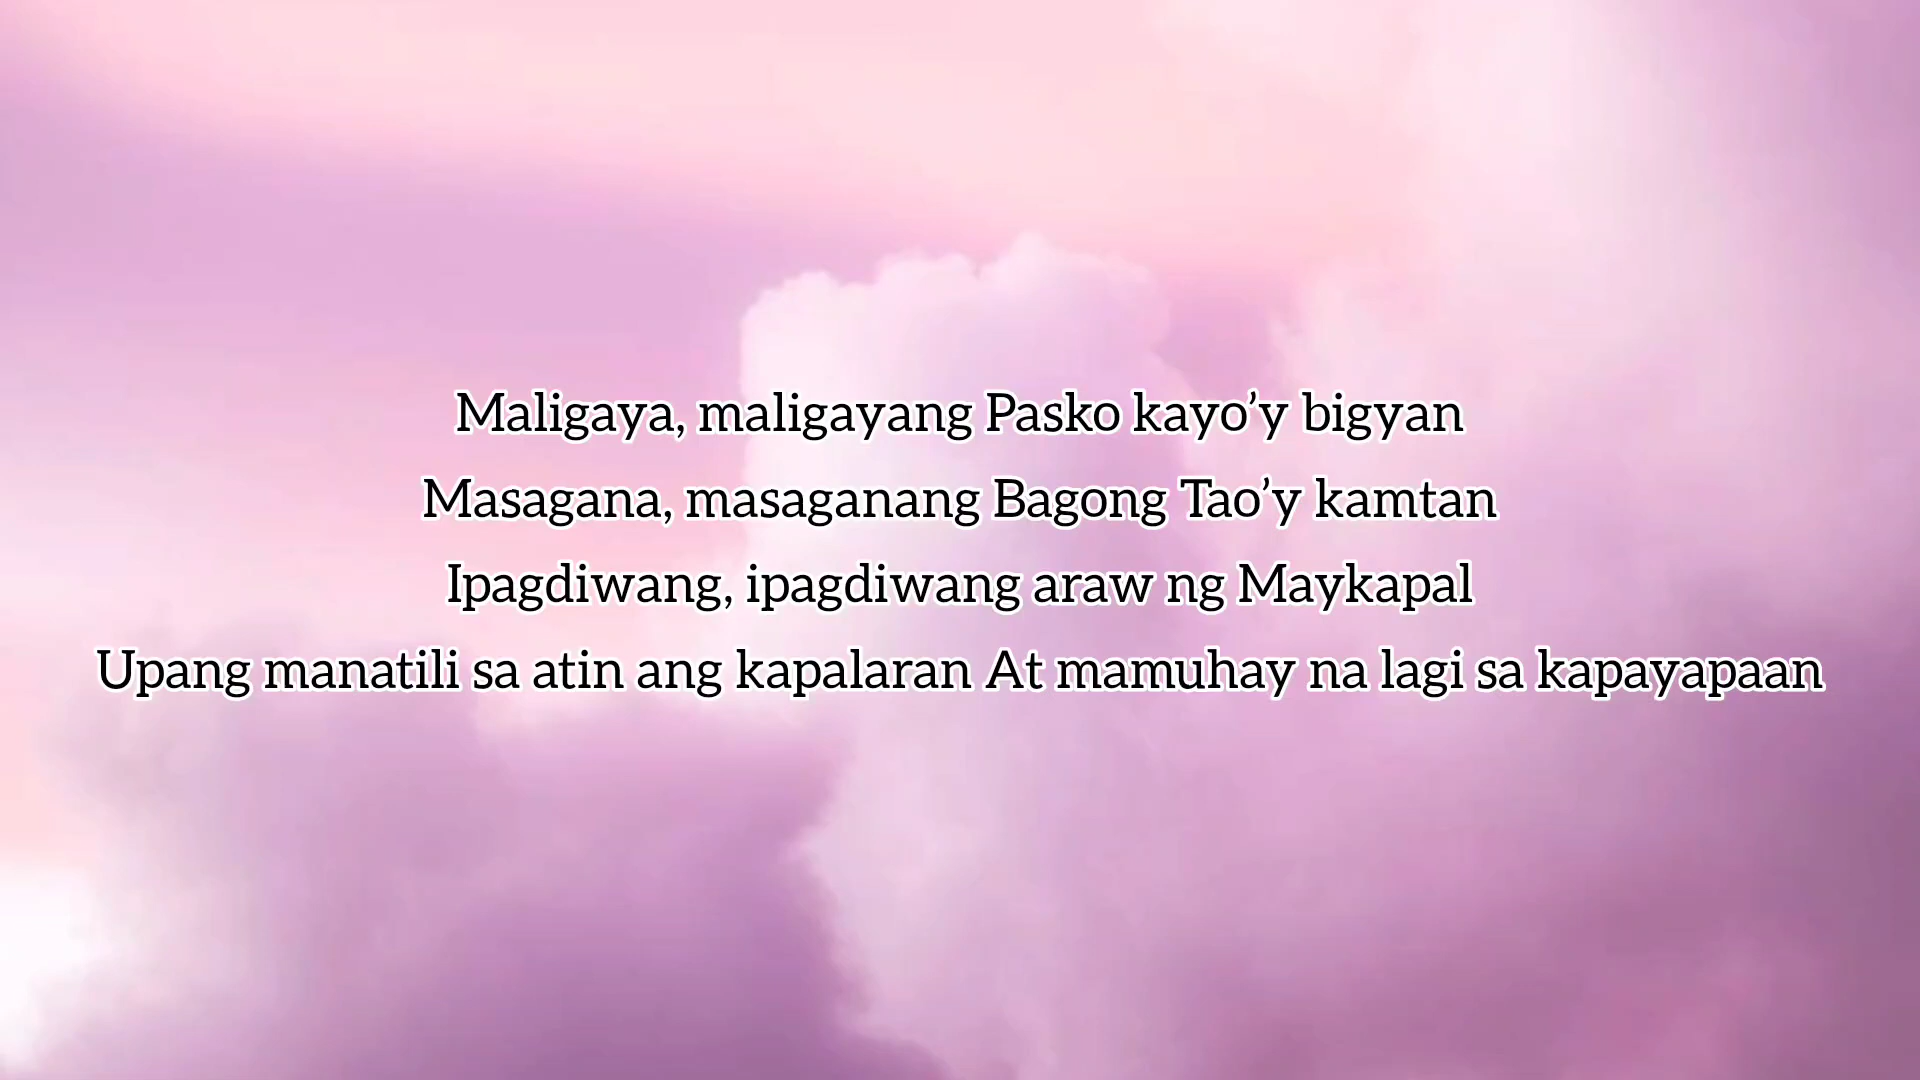 Maligaya, maligayang Pasko kayo’y bigyan
Masagana, masaganang Bagong Tao’y kamtan
Ipagdiwang, ipagdiwang araw ng Maykapal
Upang manatili sa atin ang kapalaran At mamuhay na lagi sa kapayapaan